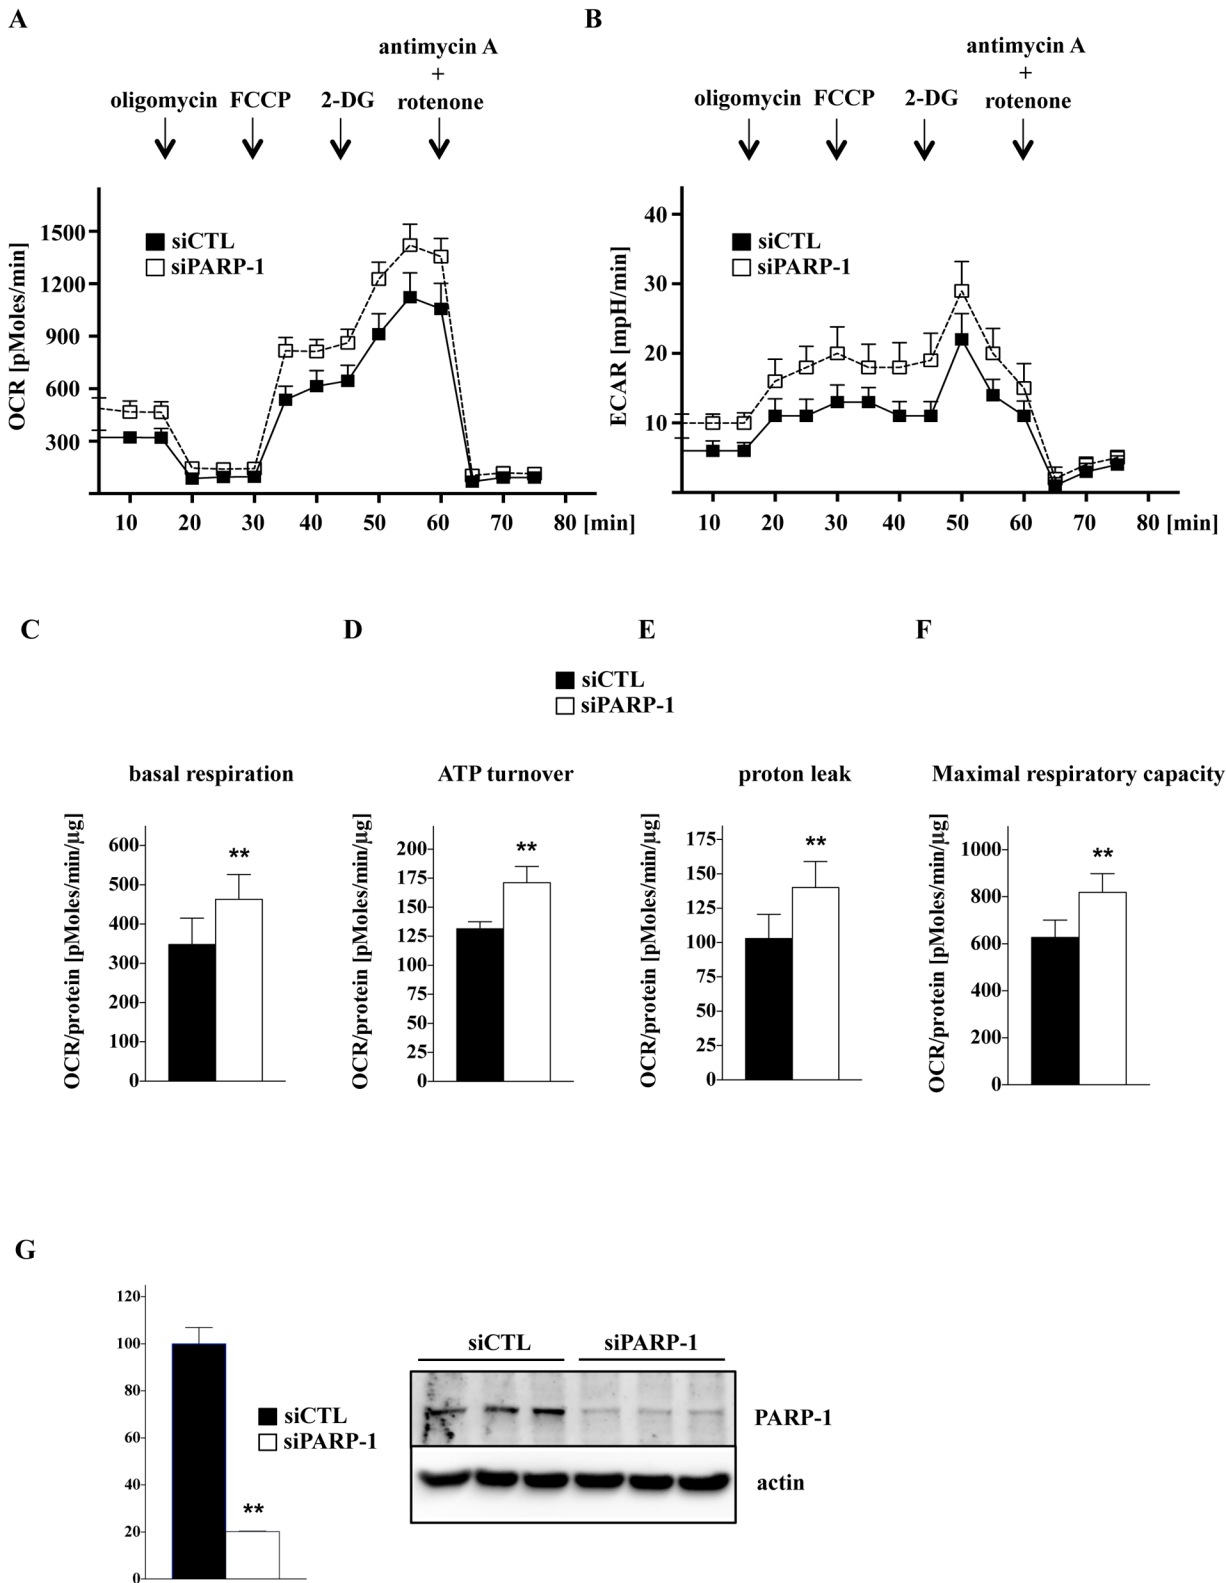 A
B
antimycin A
+
oligomycin FCCP 2-DG rotenone
antimycin A
+
oligomycin FCCP 2-DG rotenone
OCR [pMoles/min]
1500
1200
900
600
300
siCTL
siPARP-1
10 20 30 40 50 60 70 80 [min]
ECAR [mpH/min]
40
30
20
10
siCTL
siPARP-1
10 20 30 40 50 60 70 80 [min]
C
D
E
F
siCTL
siPARP-1
basal respiration
OCR/protein [pMoles/min/µg]
600
500
400
300
200
100
0
**
ATP turnover
OCR/protein [pMoles/min/µg]
200
175
150
125
100
75
50
25
0
**
proton leak
OCR/protein [pMoles/min/µg]
175
150
125
100
75
50
25
0
**
Maximal respiratory capacity
OCR/protein [pMoles/min/µg]
1000
800
600
400
200
0
**
G
120
100
80
60
40
20
0
**
siCTL
siPARP-1
siCTL siPARP-1
PARP-1
actin